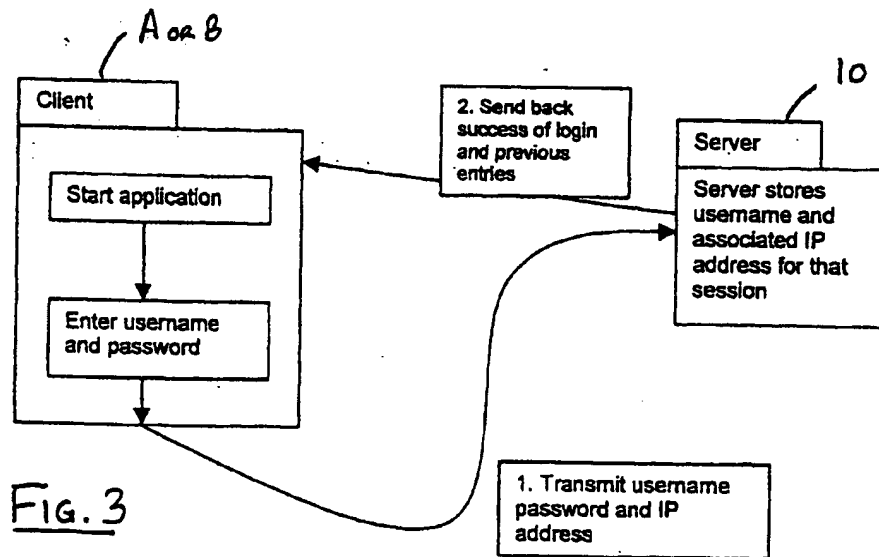 A OR B
10
Client
2. Send back
success of login
and previous
entries
Server
Start application
Server stores
username and
associated IP
address for that
session
Enter username
and password
1. Transmit username
password and IP
address
FIG. 3